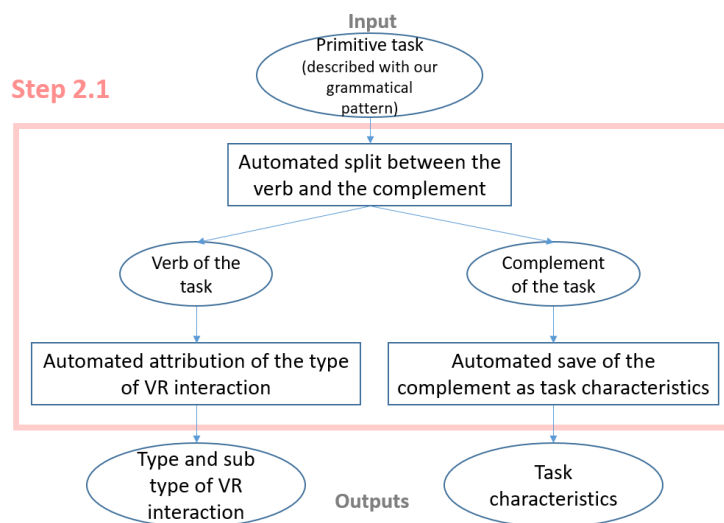 Input
Primitive task
(described with our
grammatical
pattern)
Step 2.1
Automated split between the
verb and the complement
Verb of the
task
Complement
of the task
Automated attribution of the type
of VR interaction
Automated save of the
complement as task characteristics
Type and sub
type of VR
interaction
Outputs
Task
characteristics